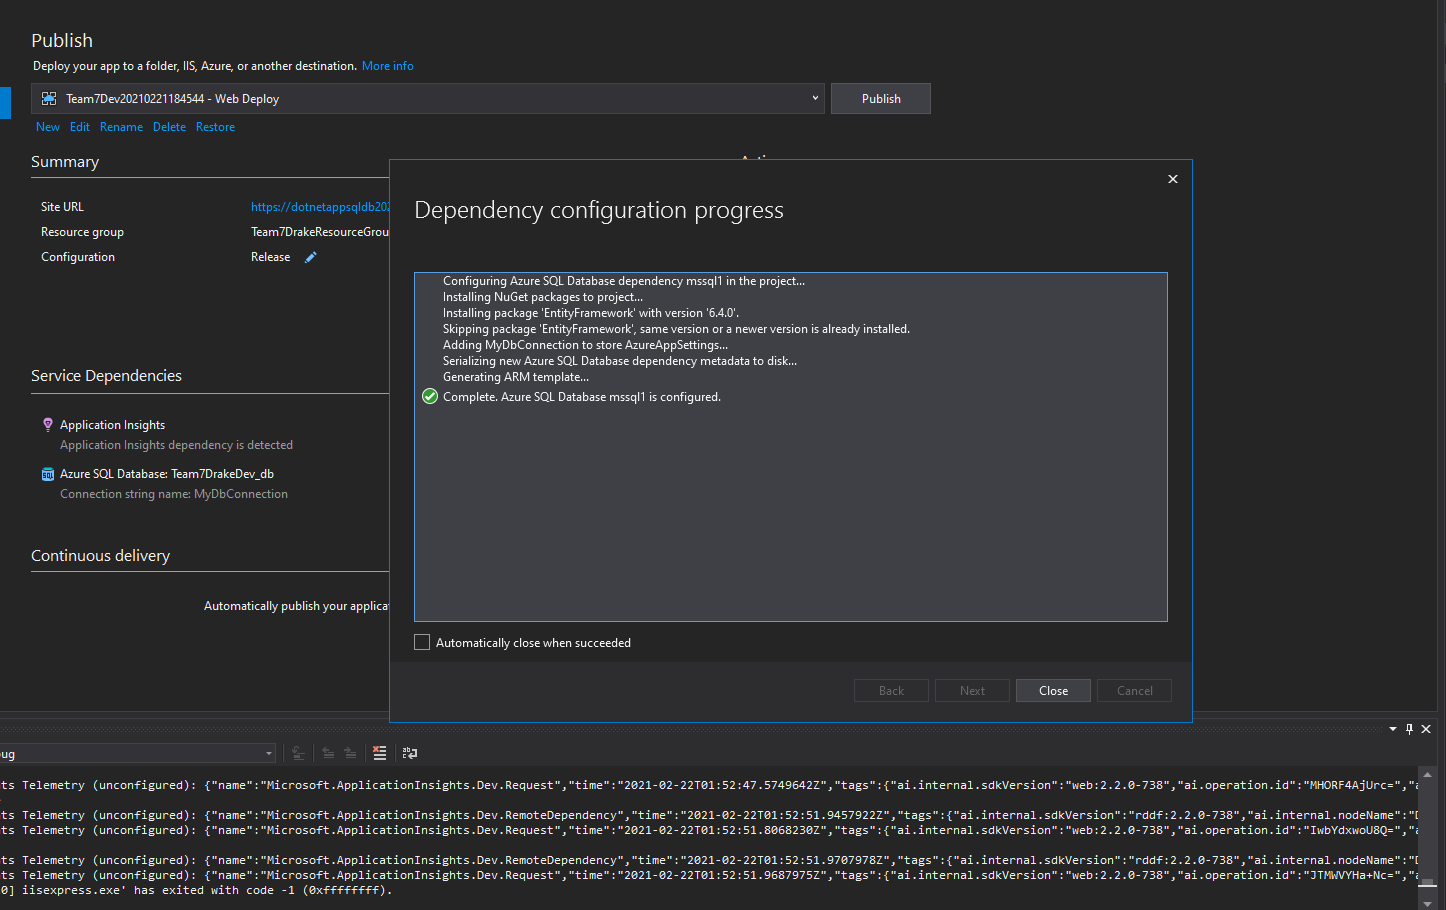 Publish
Deploy your app to a folder, IIS, Azure, or another destination. More info
Team7Dev20210221184544 - Web Deploy
Publish
New Edit Rename Delete Restore
Summary
Site URL https://dotnetappsqldb202
Resource group Team7DrakeResourceGrou
Configuration Release
Service Dependencies
Application Insights
Application Insights dependency is detected
Azure SQL Database: Team7DrakeDev_db
Connection string name: MyDbConnection
Continuous delivery
Automatically publish your applicat
Dependency configuration progress
Configuring Azure SQL Database dependency mssql1 in the project...
Installing NuGet packages to project...
Installing package 'EntityFramework' with version '6.4.0'.
Skipping package 'EntityFramework', same version or a newer version is already installed.
Adding MyDbConnection to store AzureAppSettings...
Serializing new Azure SQL Database dependency metadata to disk...
Generating ARM template...
Complete. Azure SQL Database mssql1 is configured.
Automatically close when succeeded
Back Next Close Cancel
ug
ts Telemetry (unconfigured): {"name":"Microsoft.ApplicationInsights.Dev.Request","time":"2021-02-22T01:52:47.5749642Z","tags":{"ai.internal.sdkVersion":"web:2.2.0-738","ai.operation.id":"MHORF4AjUrc=","a
ts Telemetry (unconfigured): {"name":"Microsoft.ApplicationInsights.Dev.RemoteDependency","time":"2021-02-22T01:52:51.9457922Z","tags":{"ai.internal.sdkVersion":"rddf:2.2.0-738","ai.internal.nodeName":"D
ts Telemetry (unconfigured): {"name":"Microsoft.ApplicationInsights.Dev.Request","time":"2021-02-22T01:52:51.8068230Z","tags":{"ai.internal.sdkVersion":"web:2.2.0-738","ai.operation.id":"IwbYdxwoU8Q=","a
ts Telemetry (unconfigured): {"name":"Microsoft.ApplicationInsights.Dev.RemoteDependency","time":"2021-02-22T01:52:51.9707978Z","tags":{"ai.internal.sdkVersion":"rddf:2.2.0-738","ai.internal.nodeName":"D
ts Telemetry (unconfigured): {"name":"Microsoft.ApplicationInsights.Dev.Request","time":"2021-02-22T01:52:51.9687975Z","tags":{"ai.internal.sdkVersion":"web:2.2.0-738","ai.operation.id":"JTMWVYHa+Nc=","a
0] iisexpress.exe' has exited with code -1 (0xffffffff).